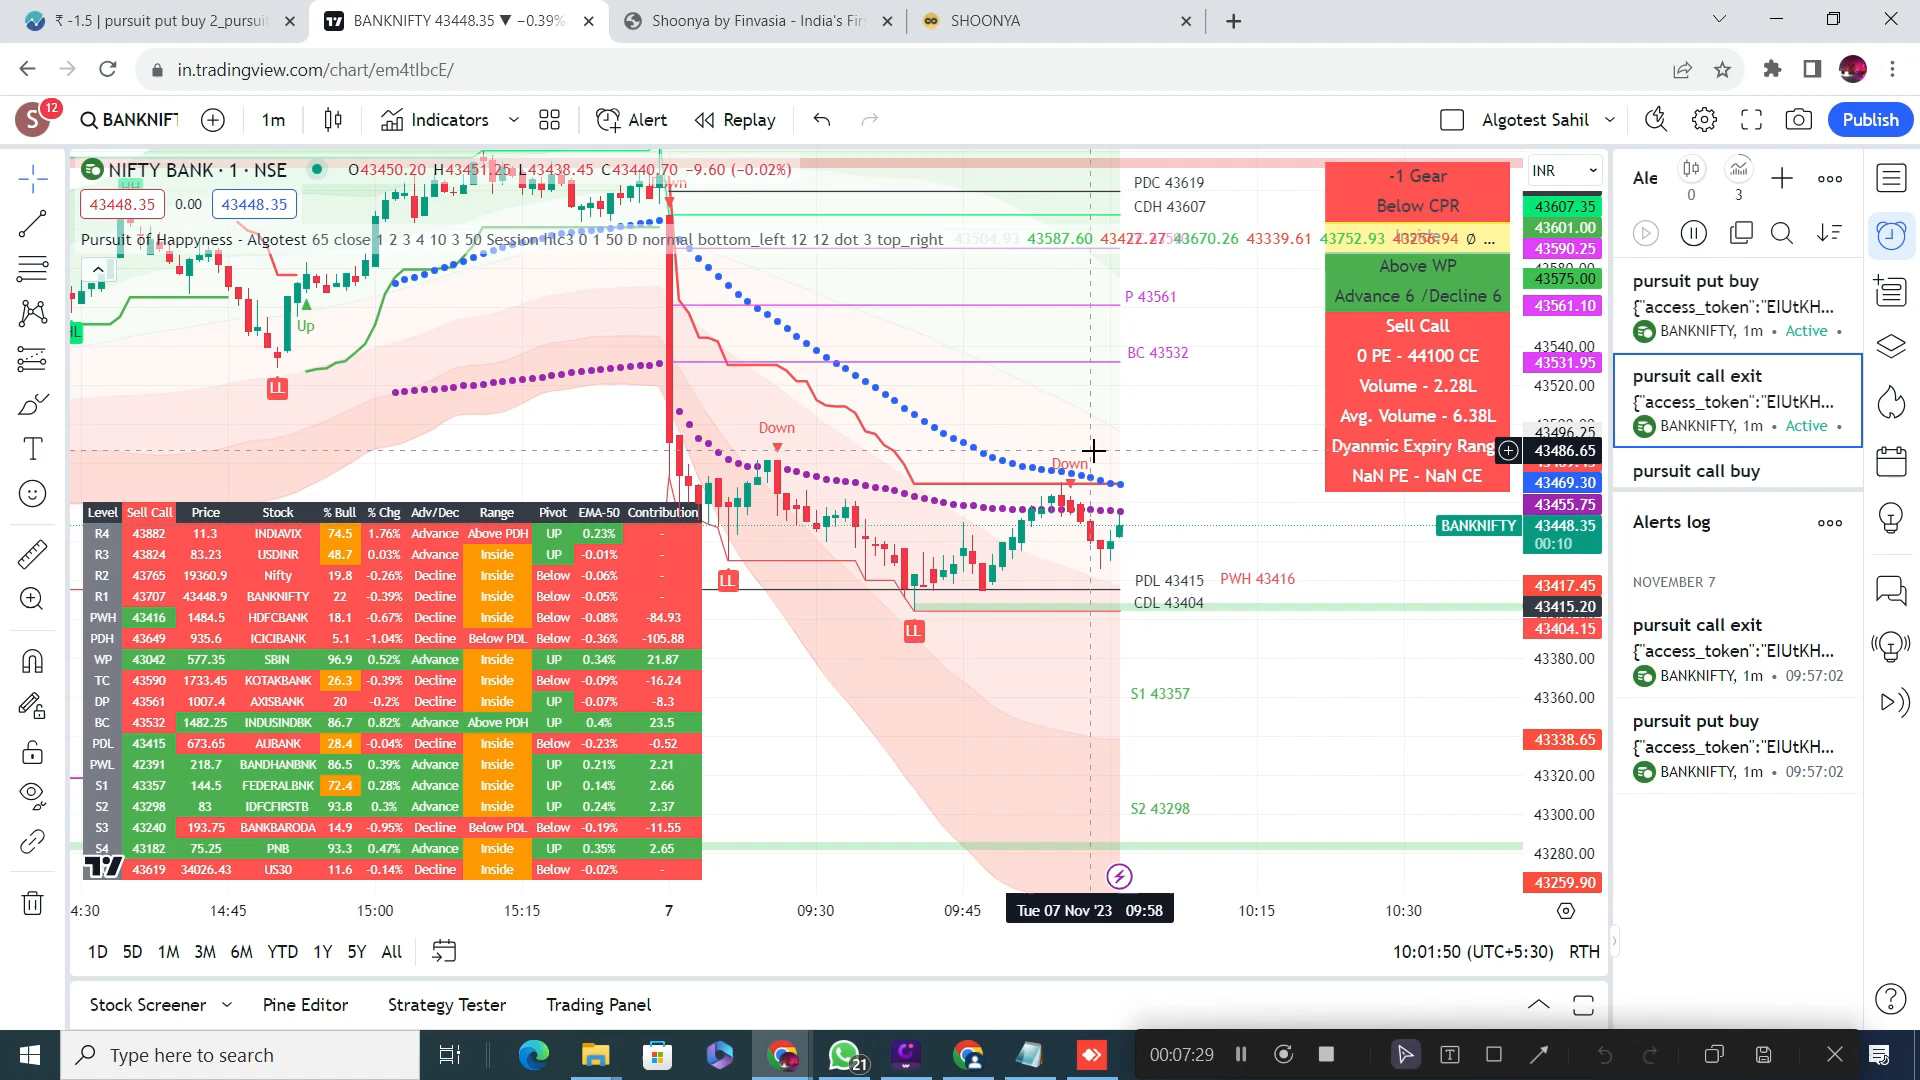 ₹ -1.5 | pursuit put buy 2_pursuit
BANKNIFTY 43448.35 ▼ −0.39%
Shoonya by Finvasia - India's Fir
SHOONYA
in.tradingview.com/chart/em4tIbcE/
S 12
BANKNIFT
1m
Indicators
Alert
Replay
Algotest Sahil
Publish
NIFTY BANK · 1 · NSE
O43450.20 H43451.25 L43438.45 C43440.70 −9.60 (−0.02%)
43448.35 0.00 43448.35
Pursuit of Happyness - Algotest 65 close 1 2 3 4 10 3 50 Session hlc3 0 1 50 D normal bottom_left 12 12 dot 3 top_right
43587.60 43670.26 43339.61 43752.93 43256.94 Ø ...
PDC 43619
CDH 43607
P 43561
BC 43532
Up
LL
Down
Down
LL
LL
PDL 43415 PWH 43416
CDL 43404
S1 43357
S2 43298
-1 Gear
Below CPR
Above WP
Advance 6 /Decline 6
Sell Call
0 PE - 44100 CE
Volume - 2.28L
Avg. Volume - 6.38L
Dyanmic Expiry Rang
NaN PE - NaN CE
INR
43607.35
43601.00
43590.25
43575.00
43561.10
43540.00
43531.95
43520.00
43496.25
43486.65
43469.30
43455.75
BANKNIFTY 43448.35
00:10
43417.45
43415.20
43404.15
43380.00
43360.00
43338.65
43320.00
43300.00
43280.00
43259.90
Level Sell Call Price Stock % Bull % Chg Adv/Dec Range Pivot EMA-50 Contribution
R4 43882 11.3 INDIAVIX 74.5 1.76% Advance Above PDH UP 0.23% -
R3 43824 83.23 USDINR 48.7 0.03% Advance Inside UP -0.01% -
R2 43765 19360.9 Nifty 19.8 -0.26% Decline Inside Below -0.06% -
R1 43707 43448.9 BANKNIFTY 22 -0.39% Decline Inside Below -0.05% -
PWH 43416 1484.5 HDFCBANK 18.1 -0.67% Decline Inside Below -0.08% -84.93
PDH 43649 935.6 ICICIBANK 5.1 -1.04% Decline Below PDL Below -0.36% -105.88
WP 43042 577.35 SBIN 96.9 0.52% Advance Inside UP 0.34% 21.87
TC 43590 1733.45 KOTAKBANK 26.3 -0.39% Decline Inside Below -0.09% -16.24
DP 43561 1007.4 AXISBANK 20 -0.2% Decline Inside UP -0.07% -8.3
BC 43532 1482.25 INDUSINDBK 86.7 0.82% Advance Above PDH UP 0.4% 23.5
PDL 43415 673.65 AUBANK 28.4 -0.04% Decline Inside Below -0.23% -0.52
PWL 42391 218.7 BANDHANBNK 86.5 0.39% Advance Inside UP 0.21% 2.21
S1 43357 144.5 FEDERALBNK 72.4 0.28% Advance Inside UP 0.14% 2.66
S2 43298 83 IDFCFIRSTB 93.8 0.3% Advance Inside UP 0.24% 2.37
S3 43240 193.75 BANKBARODA 14.9 -0.95% Decline Below PDL Below -0.19% -11.55
S4 43182 75.25 PNB 93.3 0.47% Advance Inside UP 0.35% 2.65
43619 34026.43 US30 11.6 -0.14% Decline Inside Below -0.02% -
4:30 14:45 15:00 15:15 7 09:30 09:45 Tue 07 Nov '23 09:58 10:15 10:30
1D 5D 1M 3M 6M YTD 1Y 5Y All
10:01:50 (UTC+5:30) RTH
Stock Screener
Pine Editor
Strategy Tester
Trading Panel
Ale 0 3
pursuit put buy
{"access_token":"EIUtKH...
BANKNIFTY, 1m • Active •
pursuit call exit
{"access_token":"EIUtKH...
BANKNIFTY, 1m • Active •
pursuit call buy
Alerts log
NOVEMBER 7
pursuit call exit
{"access_token":"EIUtKH...
BANKNIFTY, 1m • 09:57:02
pursuit put buy
{"access_token":"EIUtKH...
BANKNIFTY, 1m • 09:57:02
Type here to search
21
00:07:29